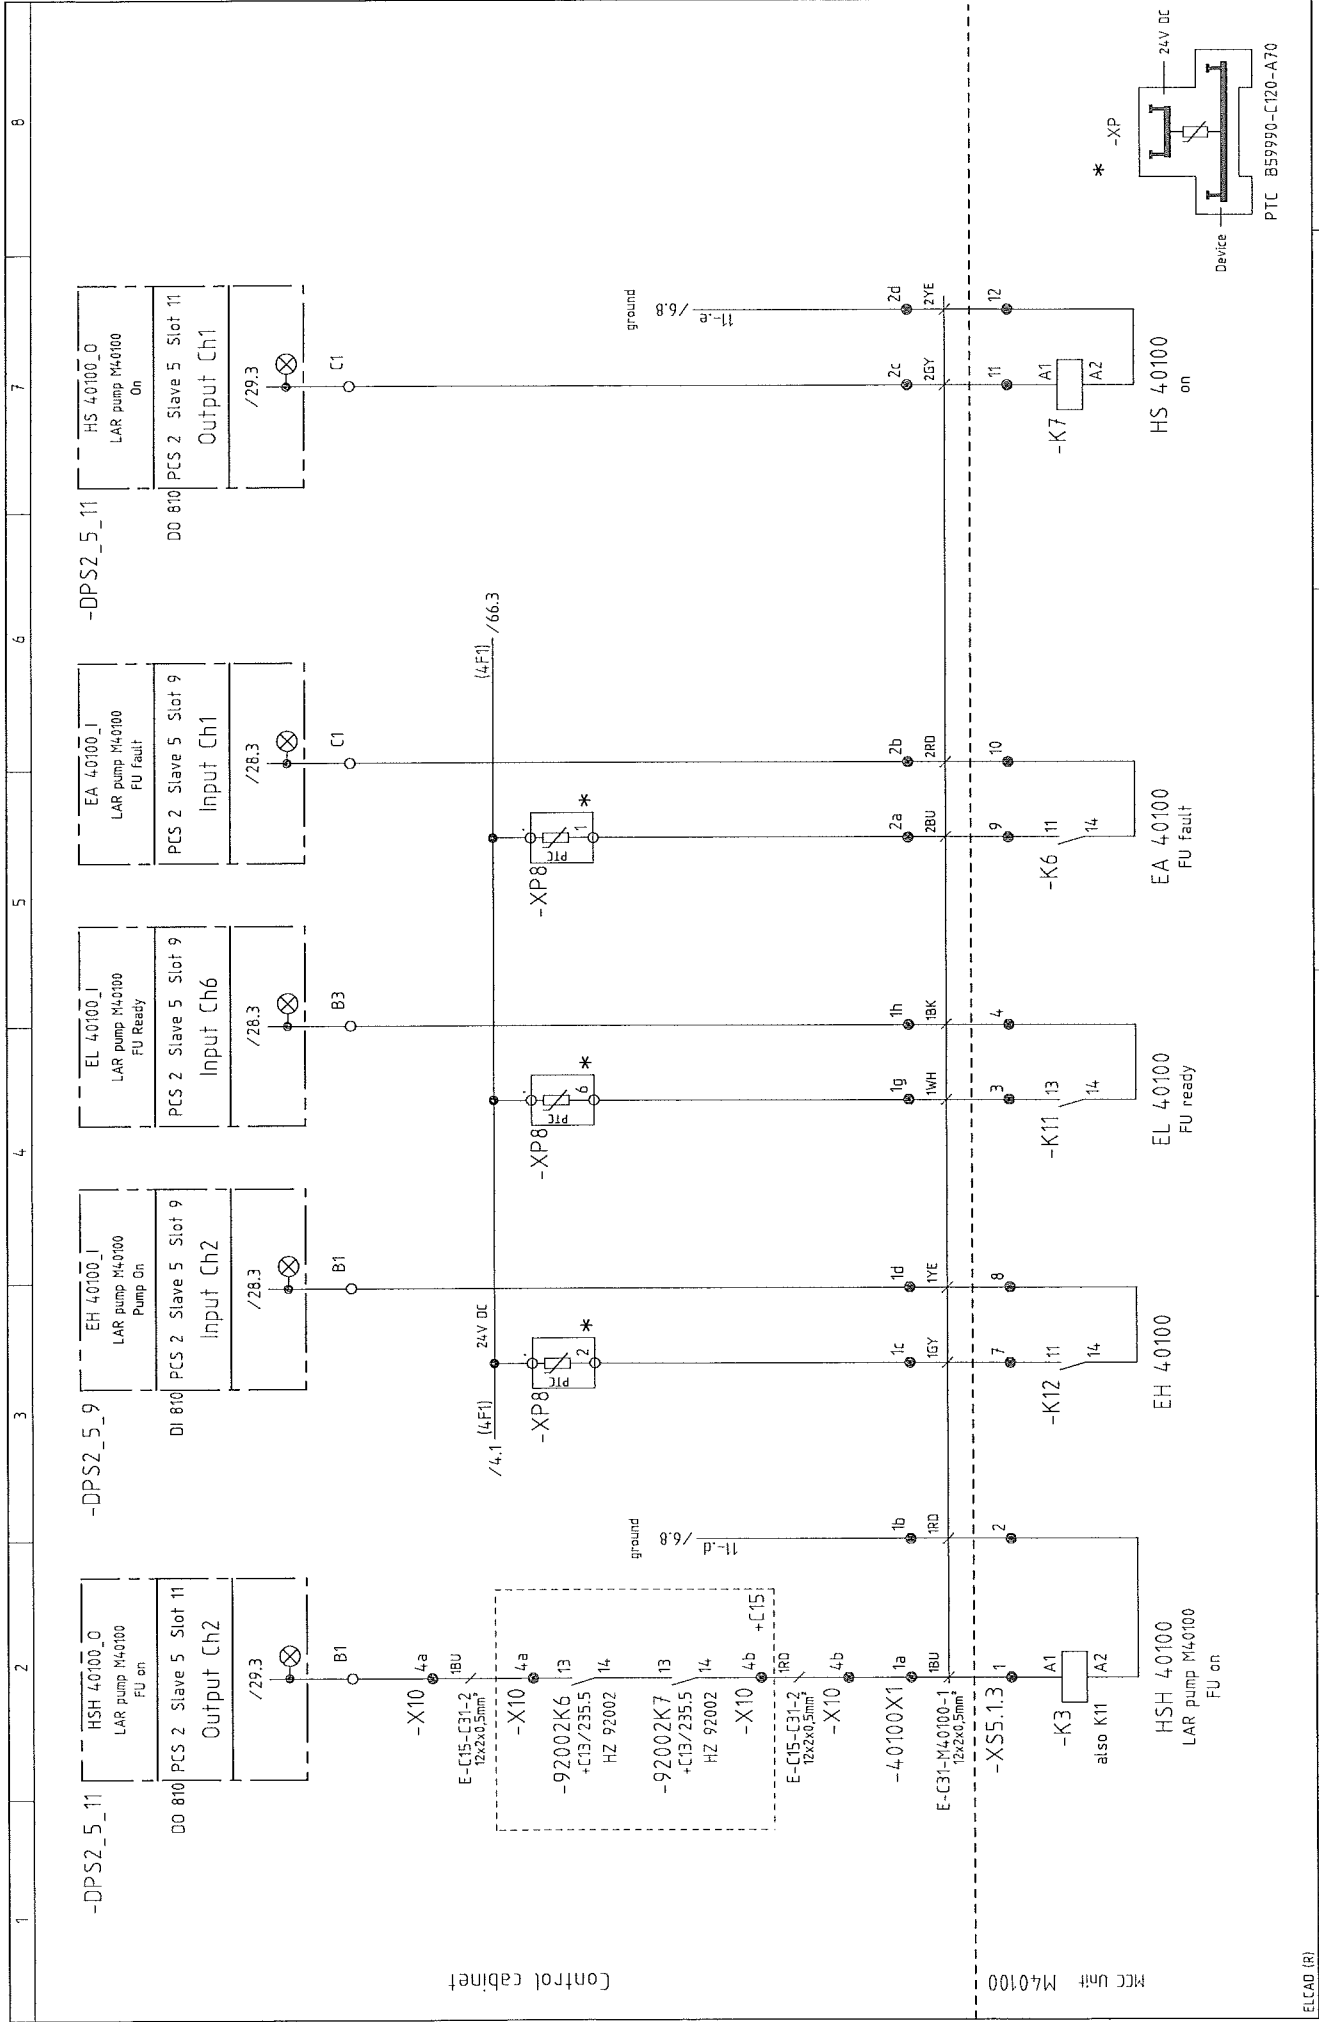 1
2
3
4
5
6
7
8
-DPS2_5_11
DO 810
HSH 40100_O
LAR pump M40100
FU on
PCS 2 Slave 5 Slot 11
Output Ch2
/29.3
B1
-X10
4a
1BU
E-C15-C31-2
12x2x0,5mm²
-X10
4a
-92002K6
+C13/235.5
HZ 92002
13
14
-92002K7
+C13/235.5
HZ 92002
13
14
-X10
4b
+C15
1RD
E-C15-C31-2
12x2x0,5mm²
-X10
4b
-40100X1
1a
1BU
E-C31-M40100-1
12x2x0,5mm²
-XS5.1.3
1
-K3
also K11
A1
A2
HSH 40100
LAR pump M40100
FU on
ground
/6.8
11-.d
1b
1RD
2
-DPS2_5_9
DI 810
EH 40100_I
LAR pump M40100
Pump On
PCS 2 Slave 5 Slot 9
Input Ch2
/28.3
B1
/4.1
(4F1)
24V DC
-XP8
PTC
2
*
1c
1d
1GY
1YE
7
8
-K12
11
14
EH 40100
EL 40100_I
LAR pump M40100
FU Ready
PCS 2 Slave 5 Slot 9
Input Ch6
/28.3
B3
-XP8
PTC
6
*
1g
1h
1WH
1BK
3
4
-K11
13
14
EL 40100
FU ready
EA 40100_I
LAR pump M40100
FU fault
PCS 2 Slave 5 Slot 9
Input Ch1
/28.3
C1
(4F1)
/66.3
-XP8
PTC
1
*
2a
2b
2BU
2RD
9
10
-K6
11
14
EA 40100
FU fault
-DPS2_5_11
DO 810
HS 40100_O
LAR pump M40100
On
PCS 2 Slave 5 Slot 11
Output Ch1
/29.3
C1
ground
/6.8
11-.e
2c
2d
2GY
2YE
11
12
-K7
A1
A2
HS 40100
on
*
-XP
24V DC
Device
PTC B59990-C120-A70
Control cabinet
MCC Unit M40100
ELCAD (R)